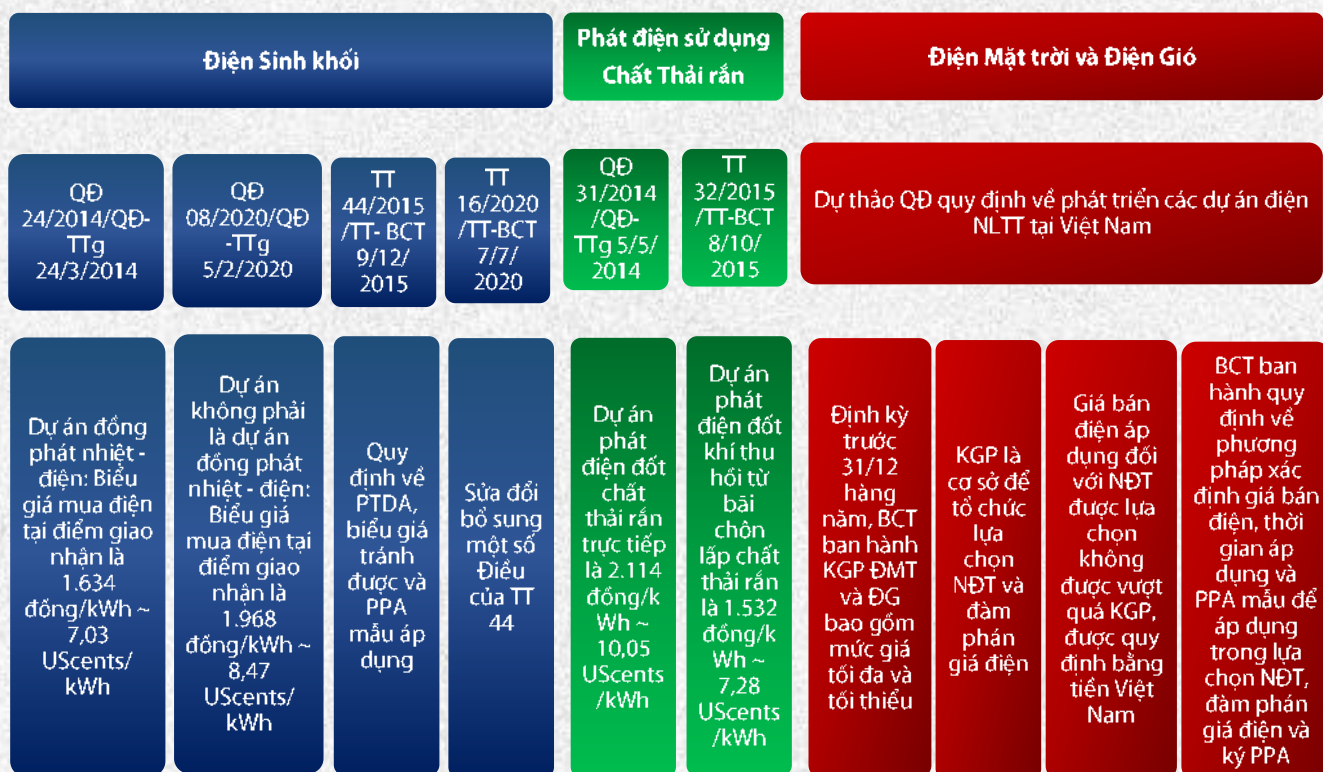 Điện Sinh khối
Phát điện sử dụng
Chất Thải rắn
Điện Mặt trời và Điện Gió
QĐ
24/2014/QĐ-
TTg
24/3/2014
QĐ
08/2020/QĐ
-TTg
5/2/2020
TT
44/2015
/TT- BCT
9/12/
2015
TT
16/2020
/TT-BCT
7/7/
2020
QĐ
31/2014
/QĐ-
TTg 5/5/
2014
TT
32/2015
/TT-BCT
8/10/
2015
Dự thảo QĐ quy định về phát triển các dự án điện
NLTT tại Việt Nam
Dự án đồng
phát nhiệt -
điện: Biểu
giá mua điện
tại điểm giao
nhận là
1.634
đồng/kWh ~
7,03
UScents/
kWh
Dự án
không phải
là dự án
đồng phát
nhiệt - điện:
Biểu giá
mua điện tại
điểm giao
nhận là
1.968
đồng/kWh ~
8,47
UScents/
kWh
Quy
định về
PTDA,
biểu giá
tránh
được và
PPA
mẫu áp
dụng
Sửa đổi
bổ sung
một số
Điều
của TT
44
Dự án
phát
điện đốt
chất
thải rắn
trực tiếp
là 2.114
đồng/k
Wh ~
10,05
UScents
/kWh
Dự án
phát
điện đốt
khí thu
hồi từ
bãi
chôn
lấp chất
thải rắn
là 1.532
đồng/k
Wh ~
7,28
UScents
/kWh
Định kỳ
trước
31/12
hàng
năm, BCT
ban hành
KGP ĐMT
và ĐG
bao gồm
mức giá
tối đa và
tối thiểu
KGP là
cơ sở để
tổ chức
lựa
chọn
NĐT và
đàm
phán
giá điện
Giá bán
điện áp
dụng đối
với NĐT
được lựa
chọn
không
được vượt
quá KGP,
được quy
định bằng
tiền Việt
Nam
BCT ban
hành quy
định về
phương
pháp xác
định giá bán
điện, thời
gian áp
dụng và
PPA mẫu để
áp dụng
trong lựa
chọn NĐT,
đàm phán
giá điện và
ký PPA